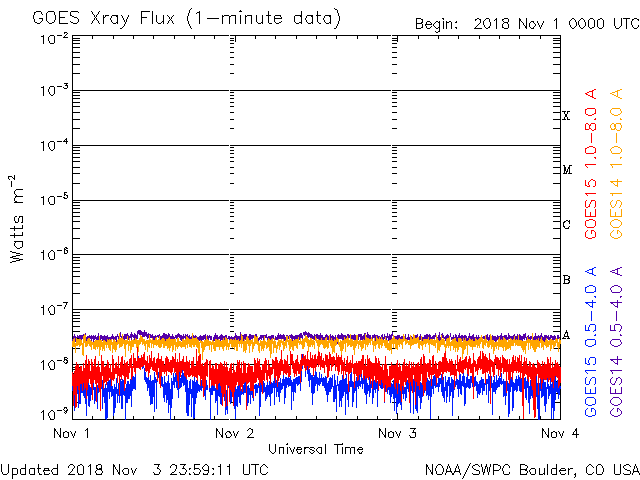 GOES Xray Flux (1-minute data)
Begin: 2018 Nov 1 0000 UTC
10⁻²
10⁻³
10⁻⁴
10⁻⁵
10⁻⁶
10⁻⁷
10⁻⁸
10⁻⁹
Watts m⁻²
X
M
C
B
A
GOES15 1.0-8.0 A
GOES14 1.0-8.0 A
GOES15 0.5-4.0 A
GOES14 0.5-4.0 A
Nov 1 Nov 2 Nov 3 Nov 4
Universal Time
Updated 2018 Nov 3 23:59:11 UTC
NOAA/SWPC Boulder, CO USA